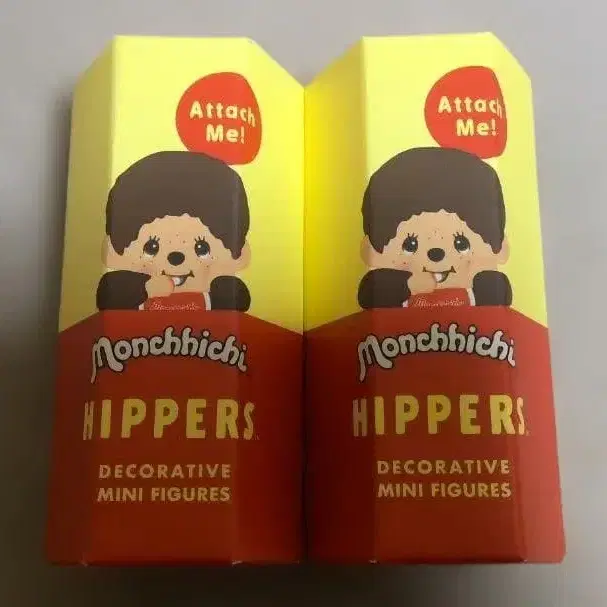 Attach
Me!
Monchhichi
HIPPERS
DECORATIVE
MINI FIGURES
Attach
Me!
Monchhichi
HIPPERS
DECORATIVE
MINI FIGURES